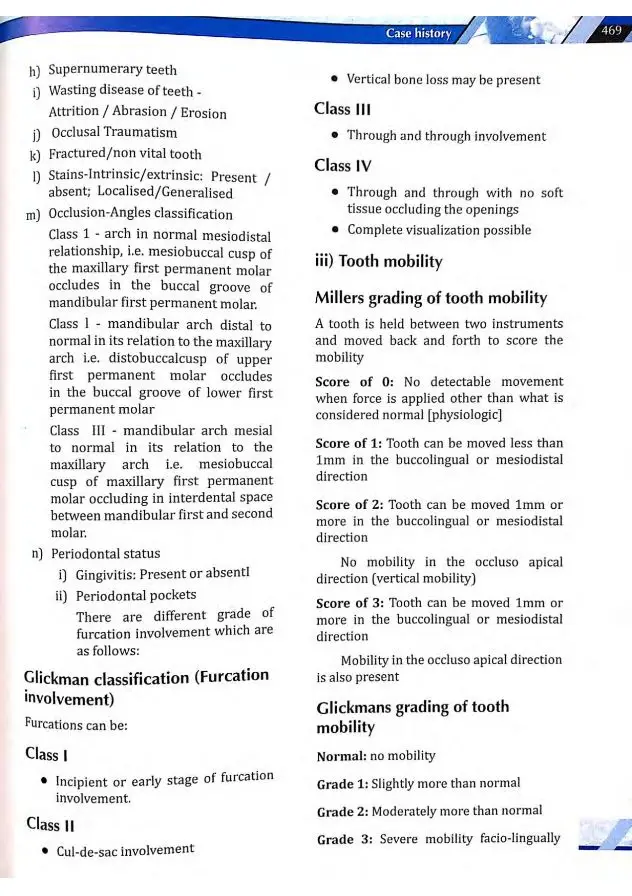 Case history
469
h) Supernumerary teeth
i) Wasting disease of teeth -
Attrition / Abrasion / Erosion
j) Occlusal Traumatism
k) Fractured/non vital tooth
l) Stains-Intrinsic/extrinsic: Present /
absent; Localised/Generalised
m) Occlusion-Angles classification
Class 1 - arch in normal mesiodistal
relationship, i.e. mesiobuccal cusp of
the maxillary first permanent molar
occludes in the buccal groove of
mandibular first permanent molar.
Class l - mandibular arch distal to
normal in its relation to the maxillary
arch i.e. distobuccalcusp of upper
first permanent molar occludes
in the buccal groove of lower first
permanent molar
Class III - mandibular arch mesial
to normal in its relation to the
maxillary arch i.e. mesiobuccal
cusp of maxillary first permanent
molar occluding in interdental space
between mandibular first and second
molar.
n) Periodontal status
i) Gingivitis: Present or absentl
ii) Periodontal pockets
There are different grade of
furcation involvement which are
as follows:
Glickman classification (Furcation
involvement)
Furcations can be:
Class I
• Incipient or early stage of furcation
involvement.
Class II
• Cul-de-sac involvement
• Vertical bone loss may be present
Class III
• Through and through involvement
Class IV
• Through and through with no soft
tissue occluding the openings
• Complete visualization possible
iii) Tooth mobility
Millers grading of tooth mobility
A tooth is held between two instruments
and moved back and forth to score the
mobility
Score of 0: No detectable movement
when force is applied other than what is
considered normal [physiologic]
Score of 1: Tooth can be moved less than
1mm in the buccolingual or mesiodistal
direction
Score of 2: Tooth can be moved 1mm or
more in the buccolingual or mesiodistal
direction
No mobility in the occluso apical
direction (vertical mobility)
Score of 3: Tooth can be moved 1mm or
more in the buccolingual or mesiodistal
direction
Mobility in the occluso apical direction
is also present
Glickmans grading of tooth
mobility
Normal: no mobility
Grade 1: Slightly more than normal
Grade 2: Moderately more than normal
Grade 3: Severe mobility facio-lingually